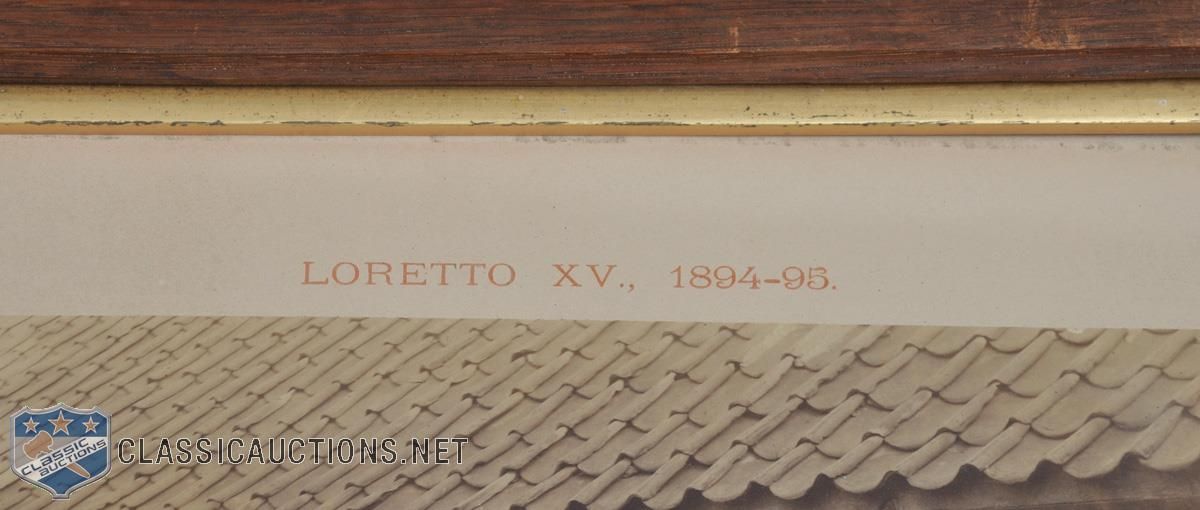 LORETTO XV., 1894-95.
CLASSIC
AUCTIONS
CLASSICAUCTIONS.NET